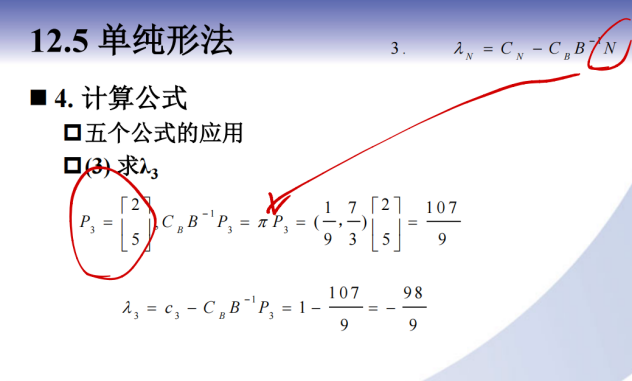 12.5 单纯形法
3. λ_N = C_N − C_B B⁻¹ N
■ 4. 计算公式
五个公式的应用
(3) 求λ₃
P₃ = [2 5], C_B B⁻¹ P₃ = π P₃ = (1/9, 7/3) [2 5] = 107/9
λ₃ = c₃ − C_B B⁻¹ P₃ = 1 − 107/9 = − 98/9